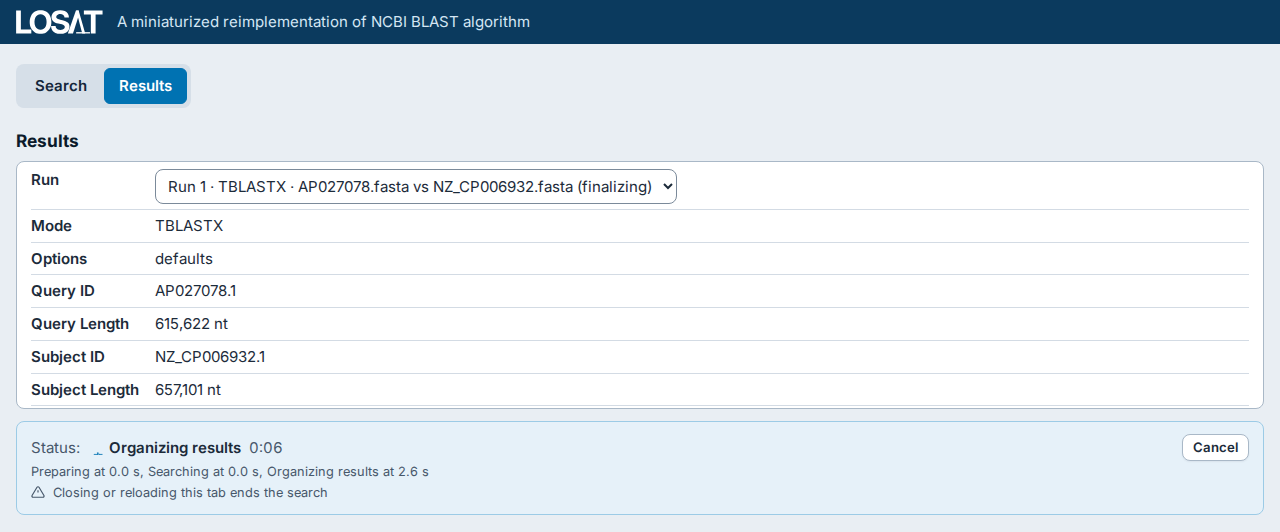 LOSAT A miniaturized reimplementation of NCBI BLAST algorithm
Search Results
Results
Run Run 1 · TBLASTX · AP027078.fasta vs NZ_CP006932.fasta (finalizing)
Mode TBLASTX
Options defaults
Query ID AP027078.1
Query Length 615,622 nt
Subject ID NZ_CP006932.1
Subject Length 657,101 nt
Status: Organizing results 0:06 Cancel
Preparing at 0.0 s, Searching at 0.0 s, Organizing results at 2.6 s
Closing or reloading this tab ends the search